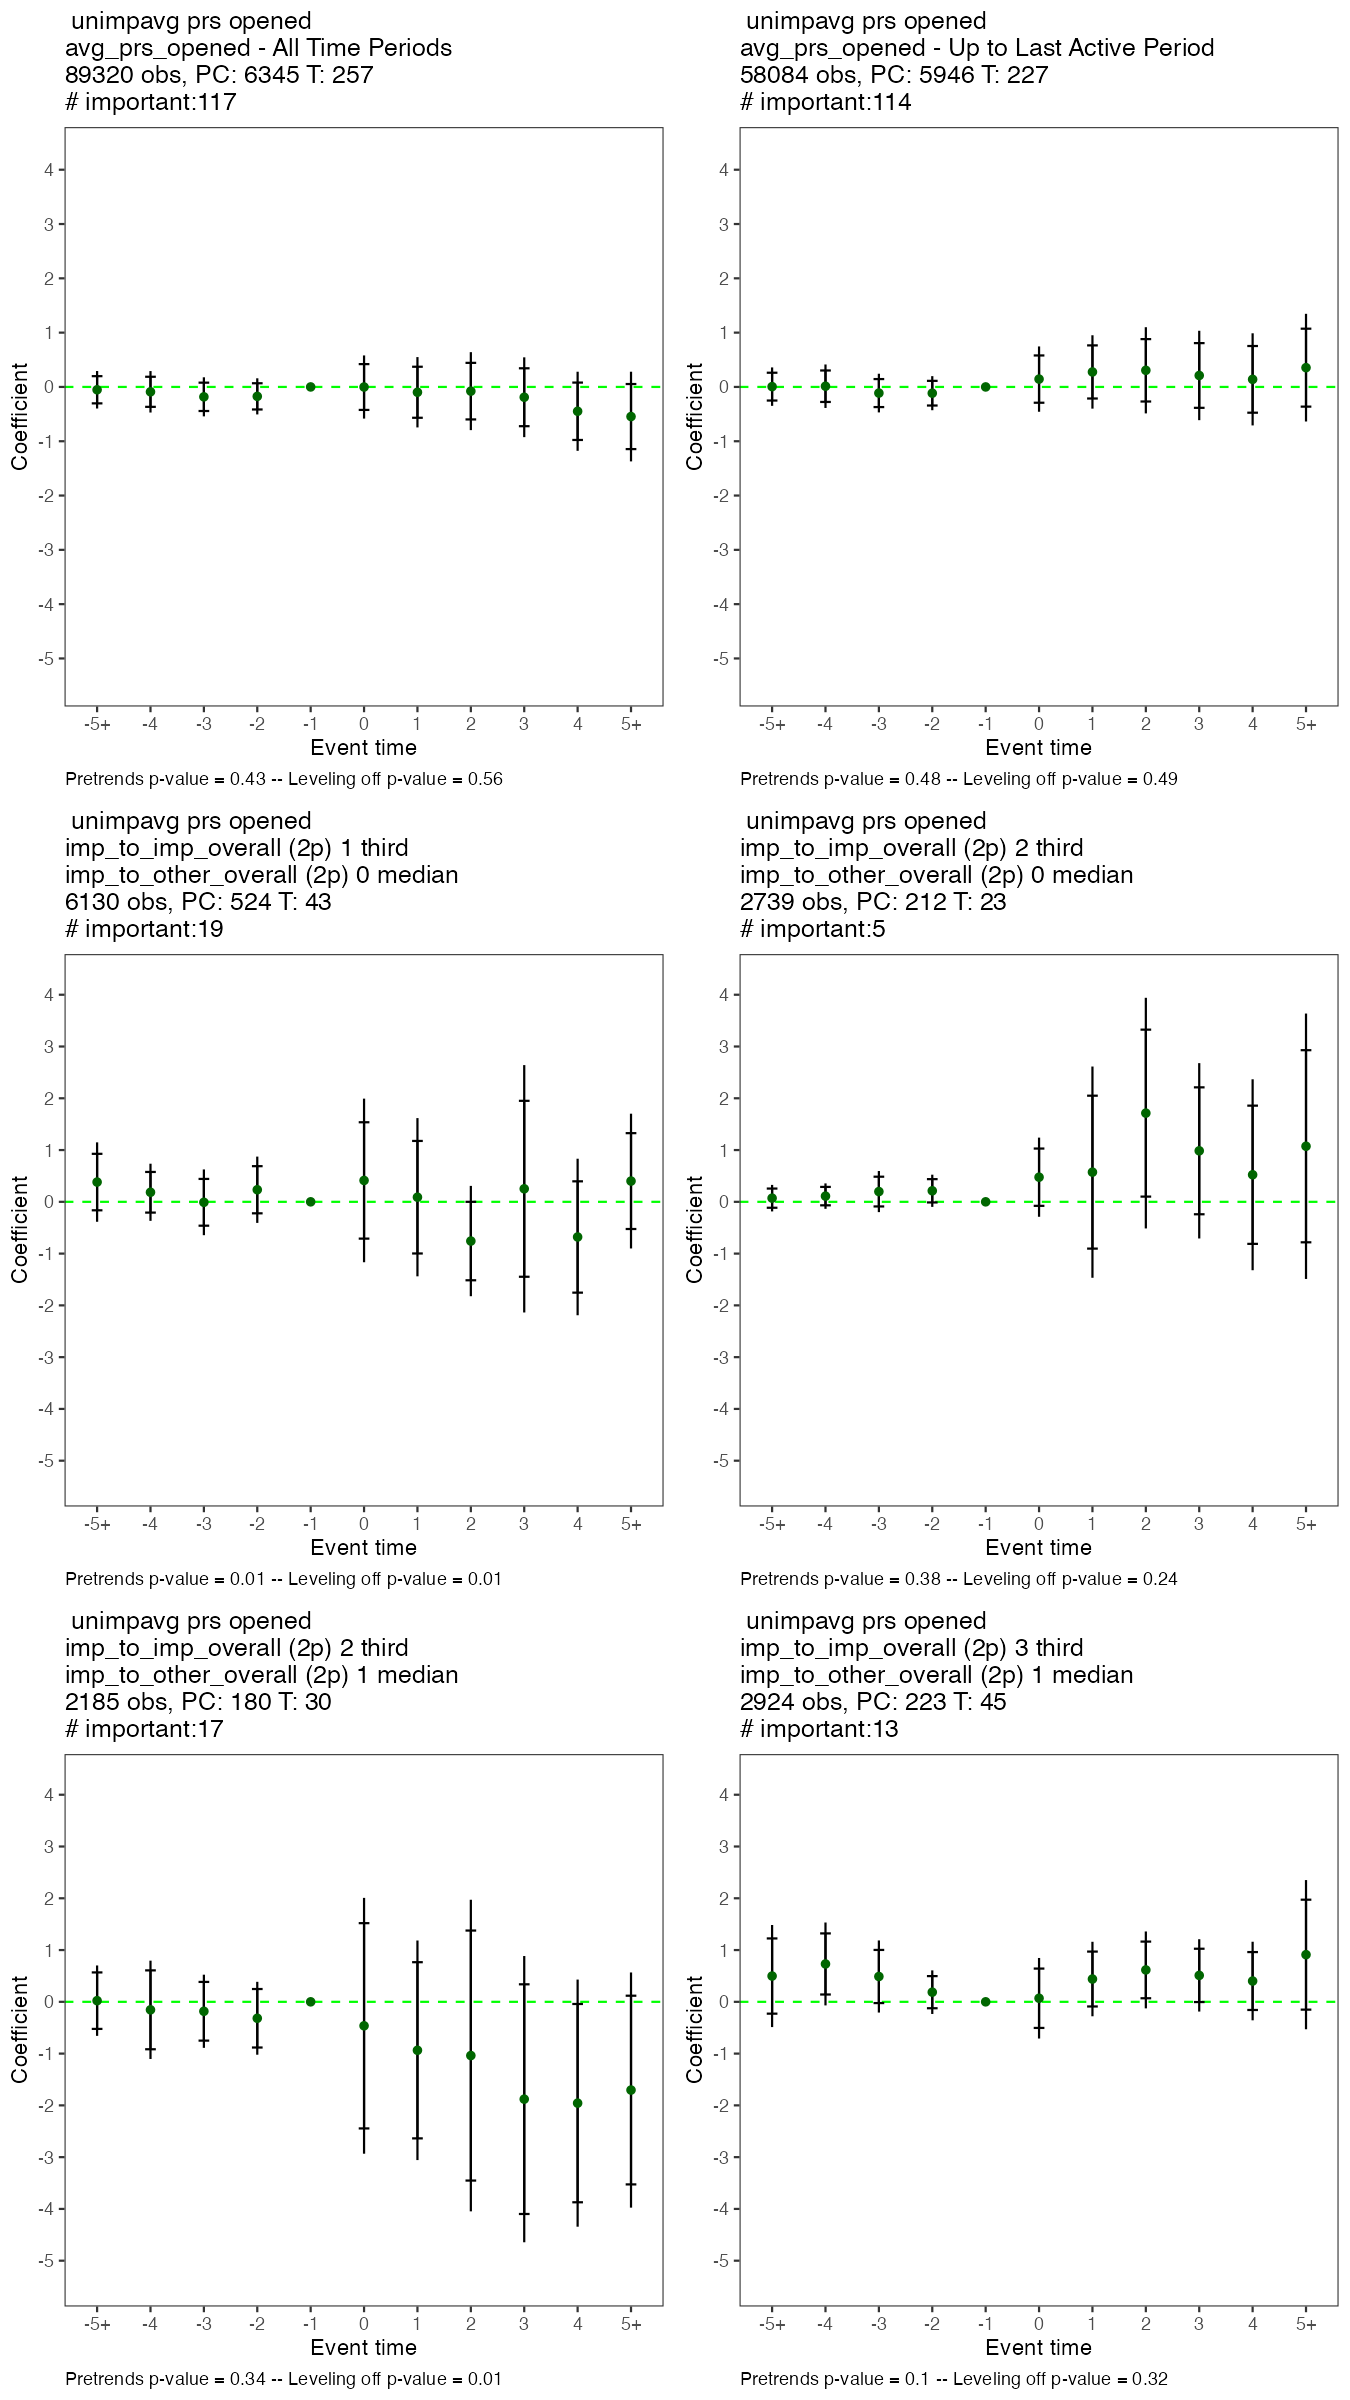 unimpavg prs opened
avg_prs_opened - All Time Periods
89320 obs, PC: 6345 T: 257
# important:117
4
3
2
1
0
-1
-2
-3
-4
-5
Coefficient
-5+ -4 -3 -2 -1 0 1 2 3 4 5+
Event time
Pretrends p-value = 0.43 -- Leveling off p-value = 0.56
unimpavg prs opened
avg_prs_opened - Up to Last Active Period
58084 obs, PC: 5946 T: 227
# important:114
4
3
2
1
0
-1
-2
-3
-4
-5
Coefficient
-5+ -4 -3 -2 -1 0 1 2 3 4 5+
Event time
Pretrends p-value = 0.48 -- Leveling off p-value = 0.49
unimpavg prs opened
imp_to_imp_overall (2p) 1 third
imp_to_other_overall (2p) 0 median
6130 obs, PC: 524 T: 43
# important:19
4
3
2
1
0
-1
-2
-3
-4
-5
Coefficient
-5+ -4 -3 -2 -1 0 1 2 3 4 5+
Event time
Pretrends p-value = 0.01 -- Leveling off p-value = 0.01
unimpavg prs opened
imp_to_imp_overall (2p) 2 third
imp_to_other_overall (2p) 0 median
2739 obs, PC: 212 T: 23
# important:5
4
3
2
1
0
-1
-2
-3
-4
-5
Coefficient
-5+ -4 -3 -2 -1 0 1 2 3 4 5+
Event time
Pretrends p-value = 0.38 -- Leveling off p-value = 0.24
unimpavg prs opened
imp_to_imp_overall (2p) 2 third
imp_to_other_overall (2p) 1 median
2185 obs, PC: 180 T: 30
# important:17
4
3
2
1
0
-1
-2
-3
-4
-5
Coefficient
-5+ -4 -3 -2 -1 0 1 2 3 4 5+
Event time
Pretrends p-value = 0.34 -- Leveling off p-value = 0.01
unimpavg prs opened
imp_to_imp_overall (2p) 3 third
imp_to_other_overall (2p) 1 median
2924 obs, PC: 223 T: 45
# important:13
4
3
2
1
0
-1
-2
-3
-4
-5
Coefficient
-5+ -4 -3 -2 -1 0 1 2 3 4 5+
Event time
Pretrends p-value = 0.1 -- Leveling off p-value = 0.32